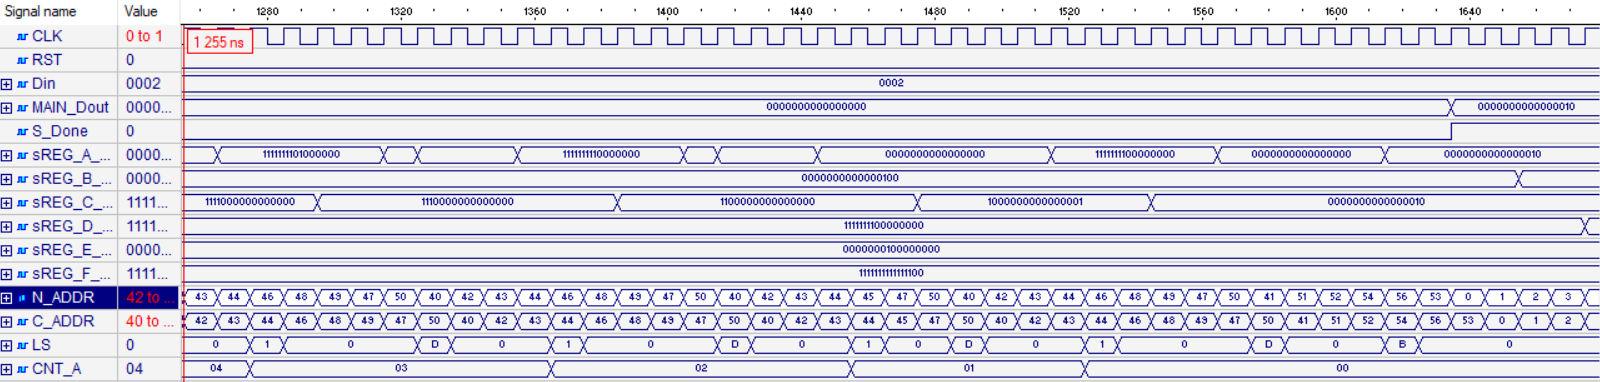 Signal name Value 1280 1320 1360 1400 1440 1480 1520 1560 1600 1640
CLK 0 to 1 1 255 ns
RST 0
Din 0002 0002
MAIN_Dout 0000... 0000000000000000 0000000000000010
S_Done 0
sREG_A_... 0000... 1111111101000000 1111111110000000 0000000000000000 1111111100000000 0000000000000000 0000000000000010
sREG_B_... 0000... 0000000000000100
sREG_C_... 1111... 1111000000000000 1110000000000000 1100000000000000 1000000000000001 0000000000000010
sREG_D_... 1111... 1111111100000000
sREG_E_... 0000... 0000000100000000
sREG_F_... 1111... 1111111111111100
N_ADDR 42 to ... 43 44 46 48 49 47 50 40 42 43 44 46 48 49 47 50 40 42 43 44 45 47 50 40 42 43 44 46 48 49 47 50 41 51 52 54 56 53 0 1 2 3
C_ADDR 40 to ... 42 43 44 46 48 49 47 50 40 42 43 44 46 48 49 47 50 40 42 43 44 45 47 50 40 42 43 44 46 48 49 47 50 41 51 52 54 56 53 0 1 2
LS 0 0 1 0 D 0 1 0 D 0 1 0 D 0 1 0 D 0 B 0
CNT_A 04 04 03 02 01 00